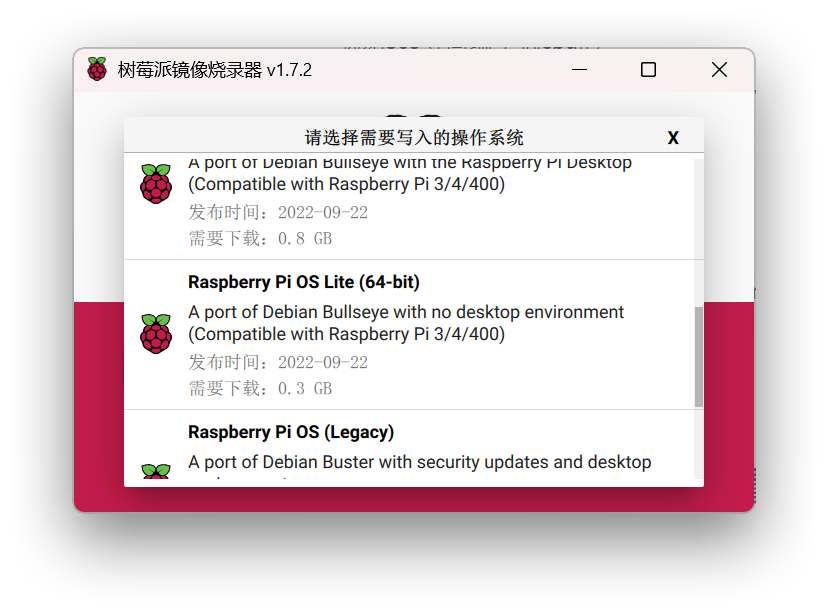 树莓派镜像烧录器 v1.7.2
请选择需要写入的操作系统
X
A port of Debian Bullseye with the Raspberry Pi Desktop
(Compatible with Raspberry Pi 3/4/400)
发布时间：2022-09-22
需要下载：0.8 GB
Raspberry Pi OS Lite (64-bit)
A port of Debian Bullseye with no desktop environment
(Compatible with Raspberry Pi 3/4/400)
发布时间：2022-09-22
需要下载：0.3 GB
Raspberry Pi OS (Legacy)
A port of Debian Buster with security updates and desktop